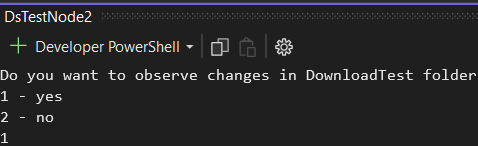 DsTestNode2
Developer PowerShell
Do you want to observe changes in DownloadTest folder
1 - yes
2 - no
1